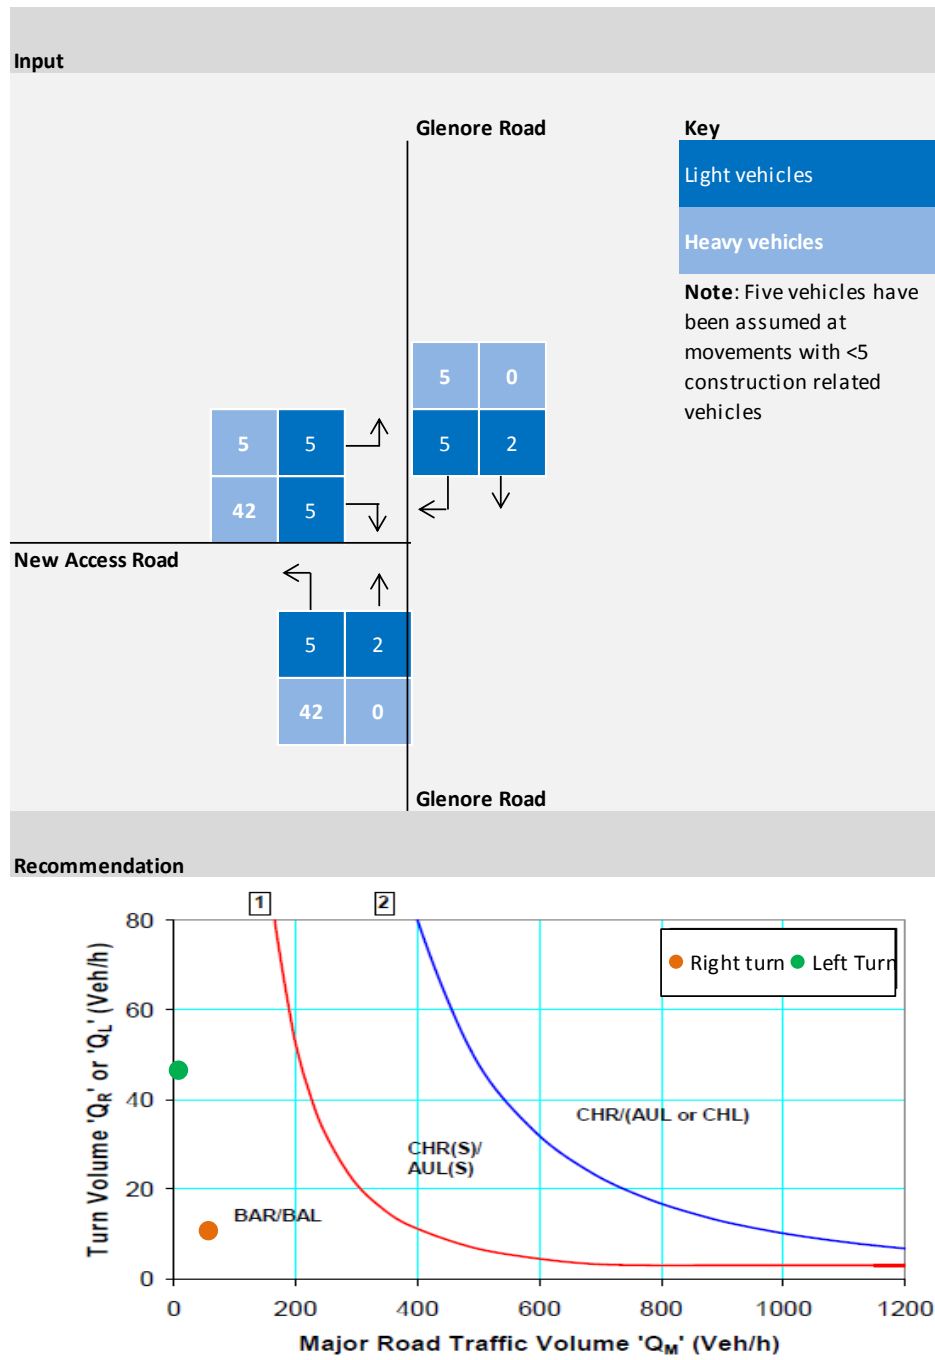 Input
Glenore Road
Key
Light vehicles
Heavy vehicles
Note: Five vehicles have
been assumed at
movements with <5
construction related
vehicles
5 0
5 2
5 5
42 5
New Access Road
5 2
42 0
Glenore Road
Recommendation
1 2
Right turn Left Turn
Turn Volume 'QR' or 'QL' (Veh/h)
80
60
40
20
0
CHR/(AUL or CHL)
CHR(S)/
AUL(S)
BAR/BAL
0 200 400 600 800 1000 1200
Major Road Traffic Volume 'QM' (Veh/h)